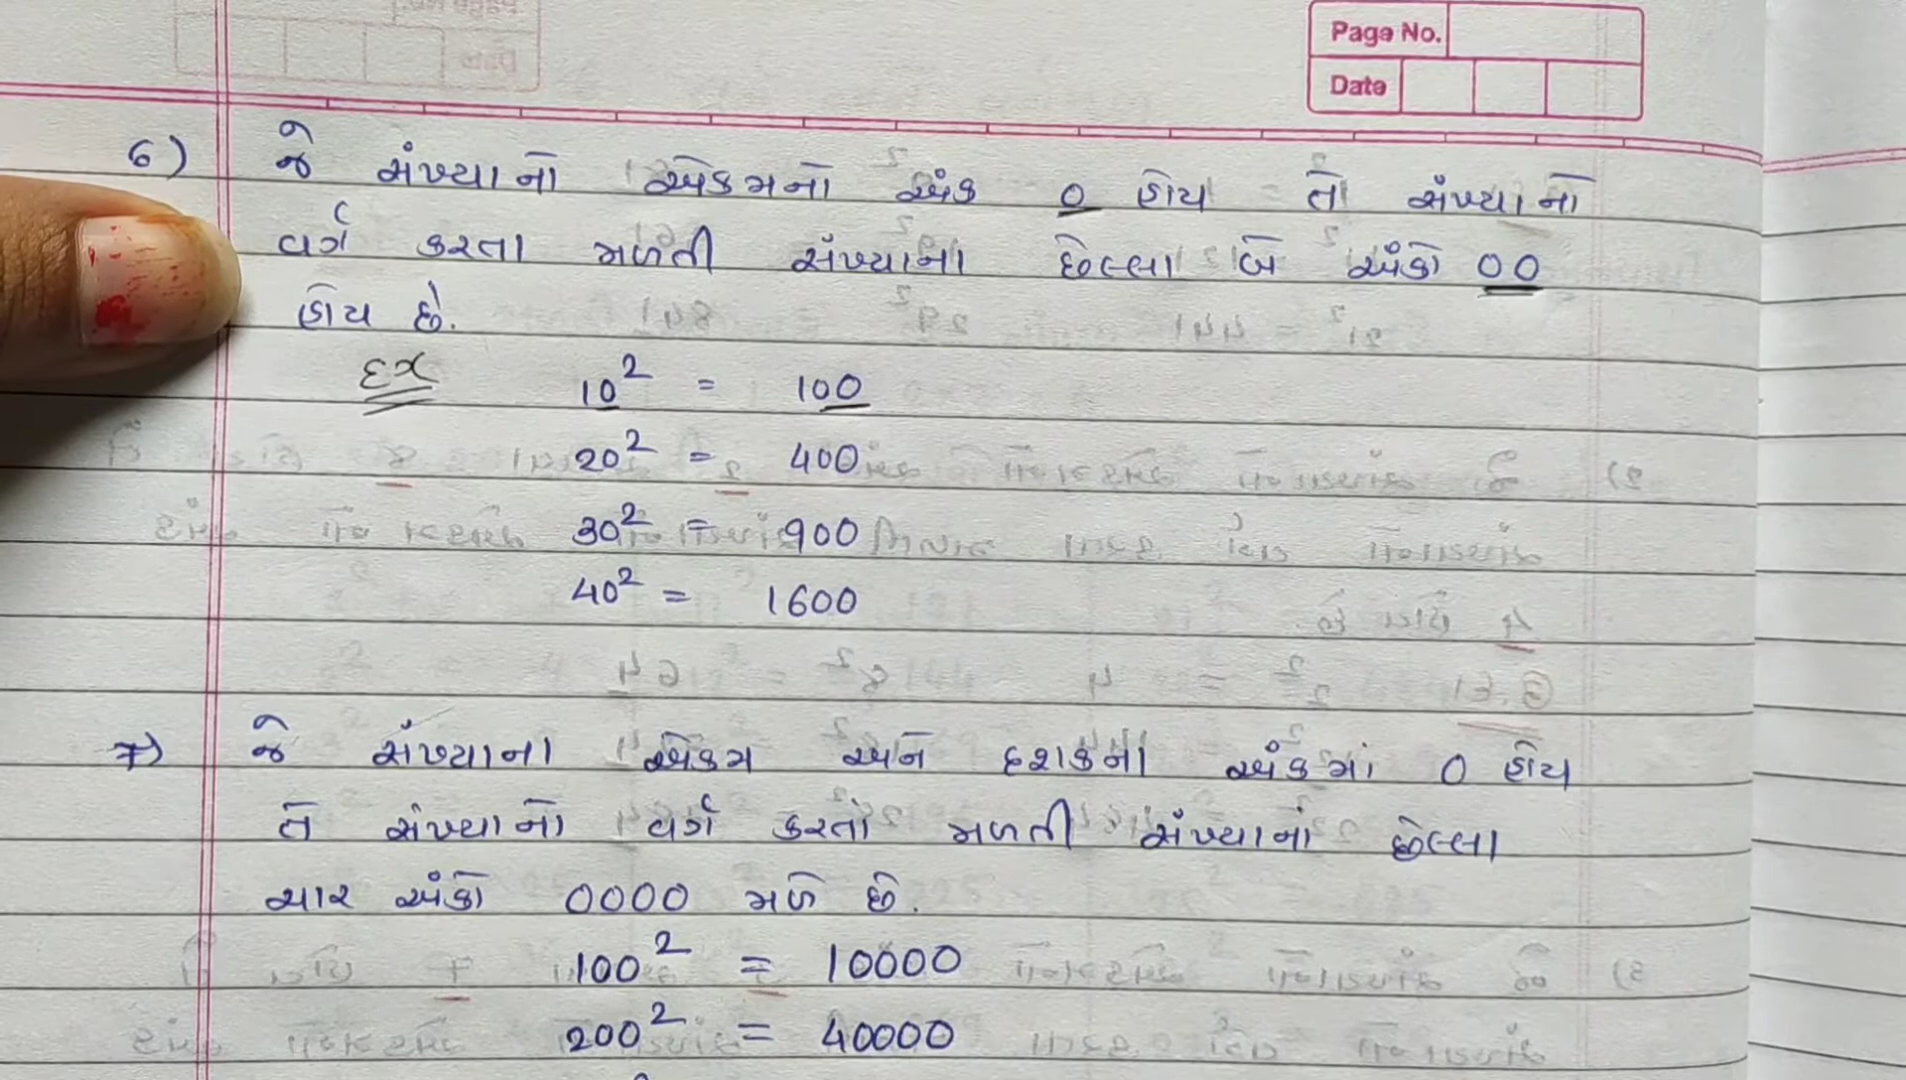 Page No.
Date
6) જે સંખ્યાનો એકમનો અંક 0 હોય તો સંખ્યાનો
વર્ગ કરતા મળતી સંખ્યાના છેલ્લા બે અંકો 00
હોય છે.
Ex 10² = 100
20² = 400
30² = 900
40² = 1600
7) જે સંખ્યાના એકમ અને દશકના અંકમાં 0 હોય
તે સંખ્યાનો વર્ગ કરતાં મળતી સંખ્યાનાં છેલ્લા
ચાર અંકો 0000 મળે છે.
100² = 10000
200² = 40000